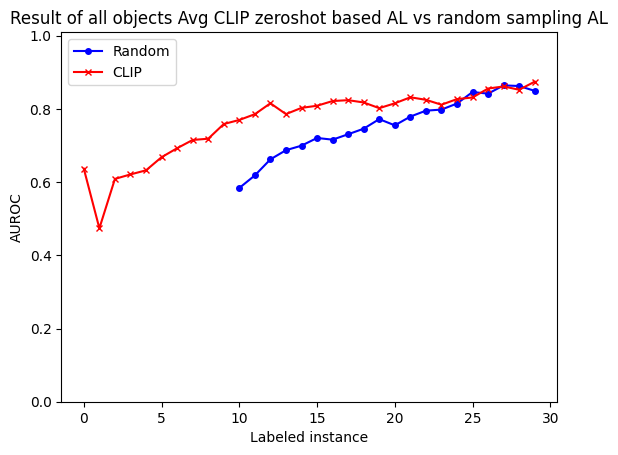 Result of all objects Avg CLIP zeroshot based AL vs random sampling AL
Random
CLIP
1.0
0.8
0.6
0.4
0.2
0.0
AUROC
0 5 10 15 20 25 30
Labeled instance